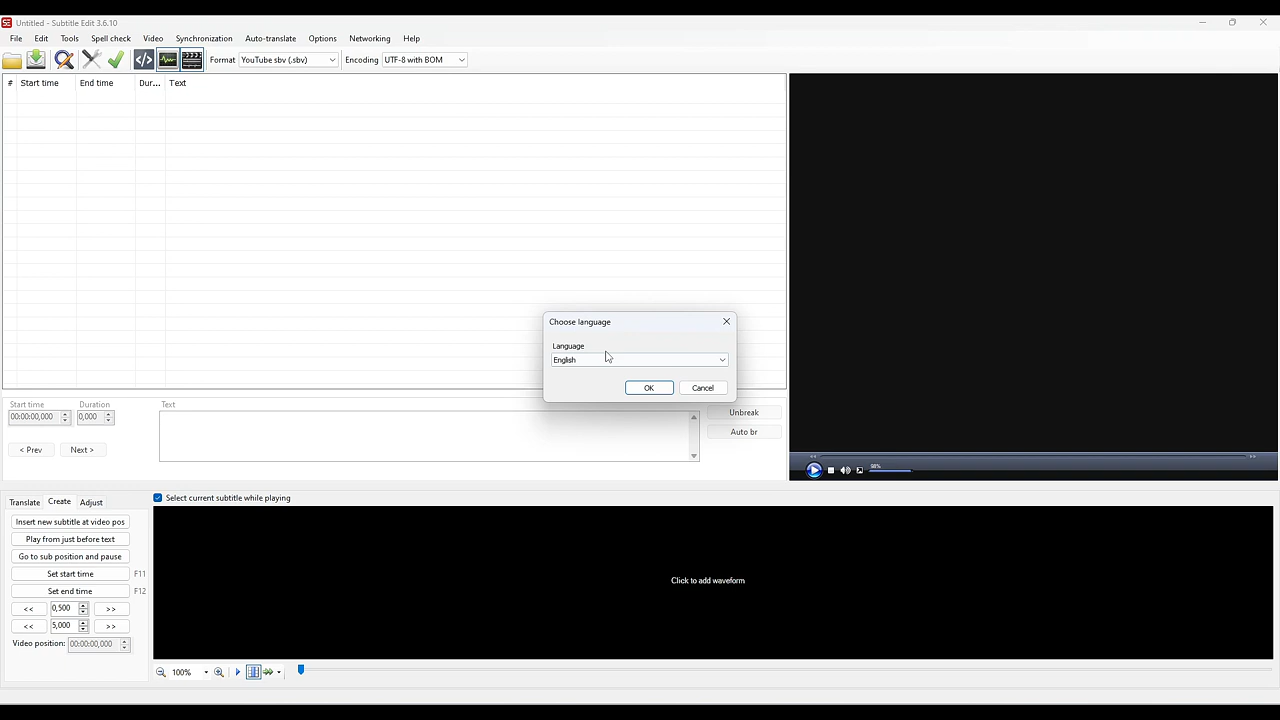 Untitled - Subtitle Edit 3.6.10
File Edit Tools Spell check Video Synchronization Auto-translate Options Networking Help
Format YouTube sbv (.sbv) Encoding UTF-8 with BOM
# Start time End time Dur... Text
Choose language
Language
English
OK Cancel
Start time Duration Text
00:00:00,000 0,000
Unbreak
Auto br
< Prev Next >
98%
Translate Create Adjust
Select current subtitle while playing
Insert new subtitle at video pos
Play from just before text
Go to sub position and pause
Set start time F11
Set end time F12
<< 0,500 >>
<< 5,000 >>
Video position: 00:00:00,000
Click to add waveform
100%